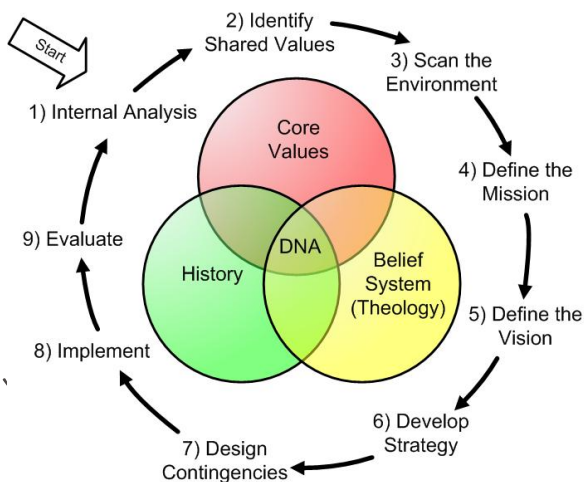 Start
1) Internal Analysis
2) Identify
Shared Values
3) Scan the
Environment
4) Define the
Mission
5) Define the
Vision
6) Develop
Strategy
7) Design
Contingencies
8) Implement
9) Evaluate
Core
Values
DNA
History
Belief
System
(Theology)